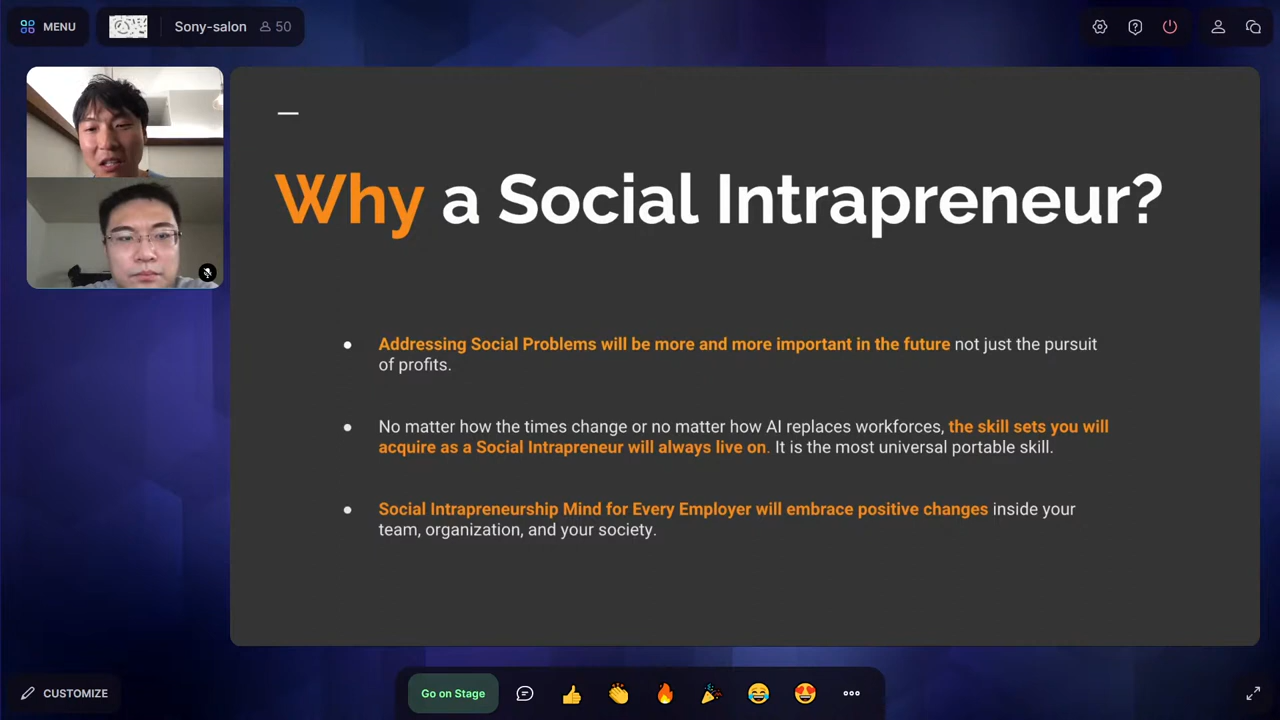 MENU
Sony-salon
50
Why a Social Intrapreneur?
● Addressing Social Problems will be more and more important in the future not just the pursuit
of profits.
● No matter how the times change or no matter how AI replaces workforces, the skill sets you will
acquire as a Social Intrapreneur will always live on. It is the most universal portable skill.
● Social Intrapreneurship Mind for Every Employer will embrace positive changes inside your
team, organization, and your society.
CUSTOMIZE
Go on Stage